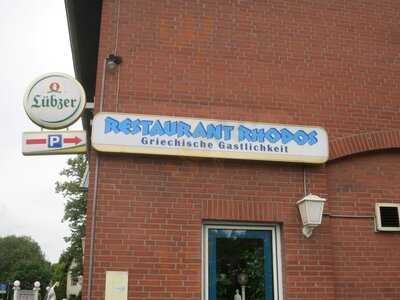 Lübzer
P
RESTAURANT RHODOS
Griechische Gastlichkeit